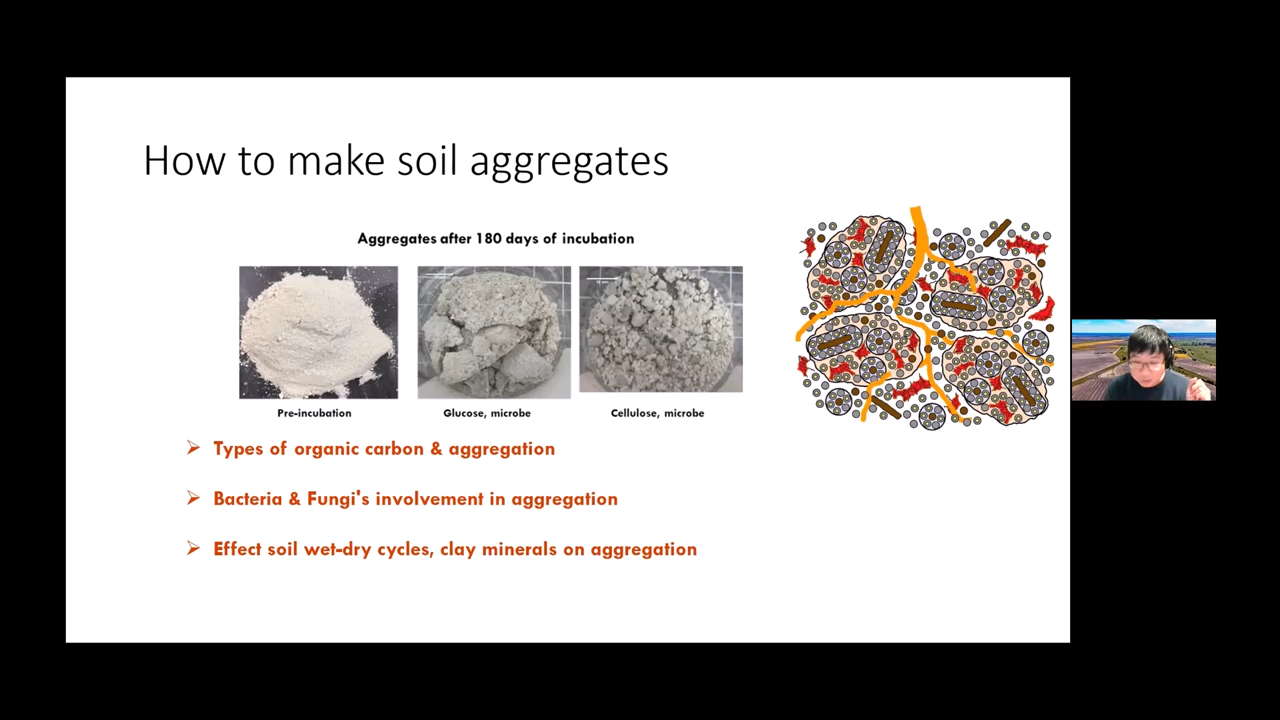 How to make soil aggregates
Aggregates after 180 days of incubation
Pre-incubation
Glucose, microbe
Cellulose, microbe
Types of organic carbon & aggregation
Bacteria & Fungi's involvement in aggregation
Effect soil wet-dry cycles, clay minerals on aggregation